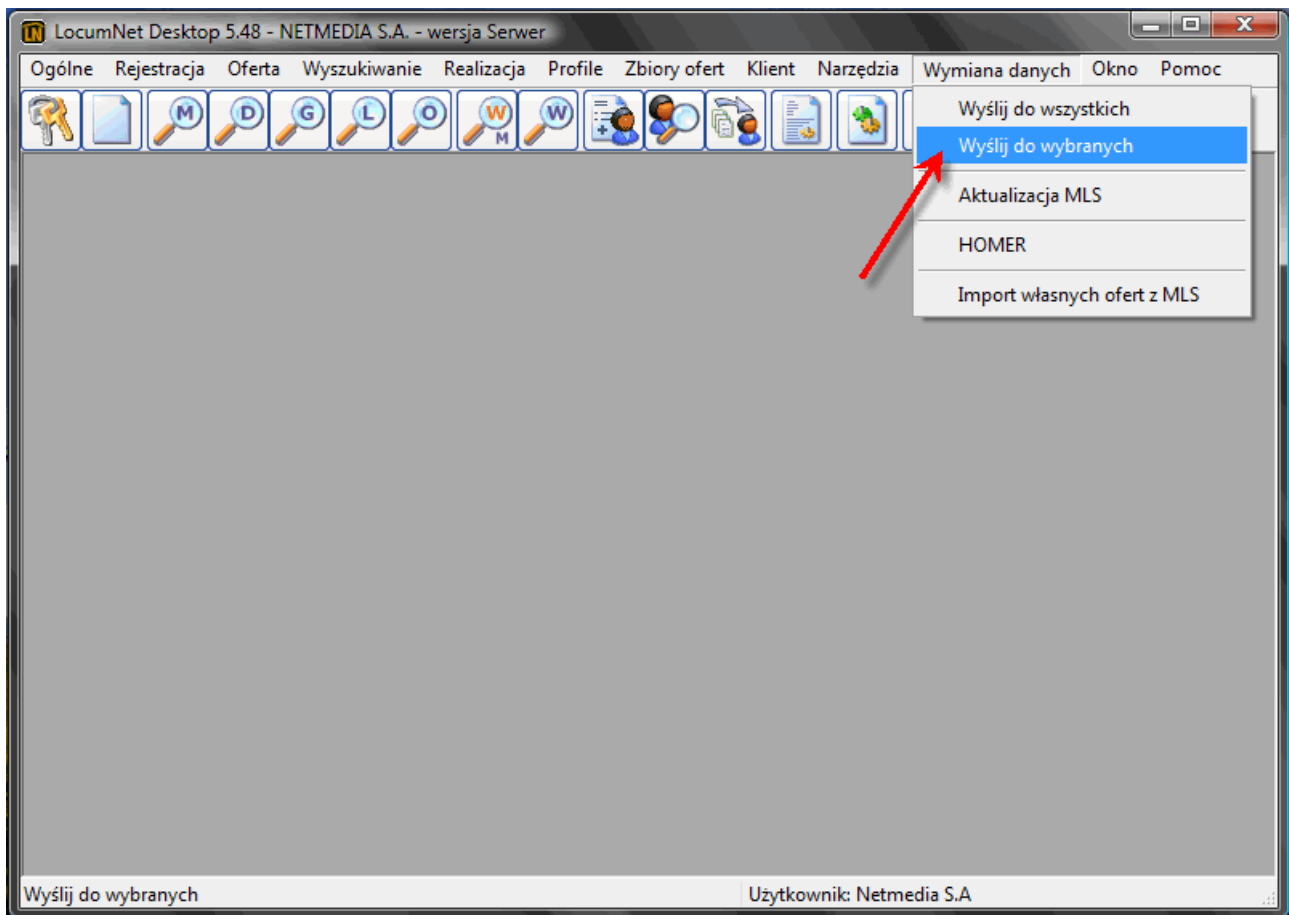 LocumNet Desktop 5.48 - NETMEDIA S.A. - wersja Serwer
Ogólne Rejestracja Oferta Wyszukiwanie Realizacja Profile Zbiory ofert Klient Narzędzia Wymiana danych Okno Pomoc
M D G L O W M W
Wyślij do wszystkich
Wyślij do wybranych
Aktualizacja MLS
HOMER
Import własnych ofert z MLS
Wyślij do wybranych Użytkownik: Netmedia S.A